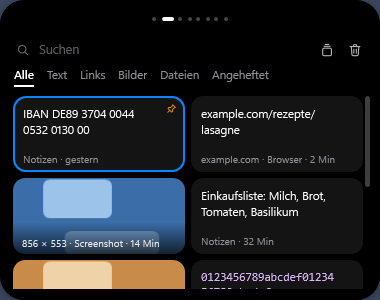 Suchen
Alle Text Links Bilder Dateien Angeheftet
IBAN DE89 3704 0044
0532 0130 00
Notizen · gestern
example.com/rezepte/
lasagne
example.com · Browser · 2 Min
856 × 553 · Screenshot · 14 Min
Einkaufsliste: Milch, Brot,
Tomaten, Basilikum
Notizen · 32 Min
0123456789abcdef01234